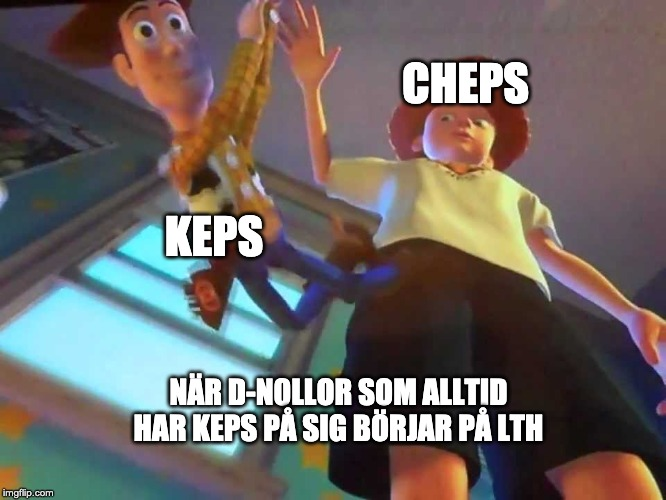 CHEPS
KEPS
NÄR D-NOLLOR SOM ALLTID
HAR KEPS PÅ SIG BÖRJAR PÅ LTH
imgflip.com